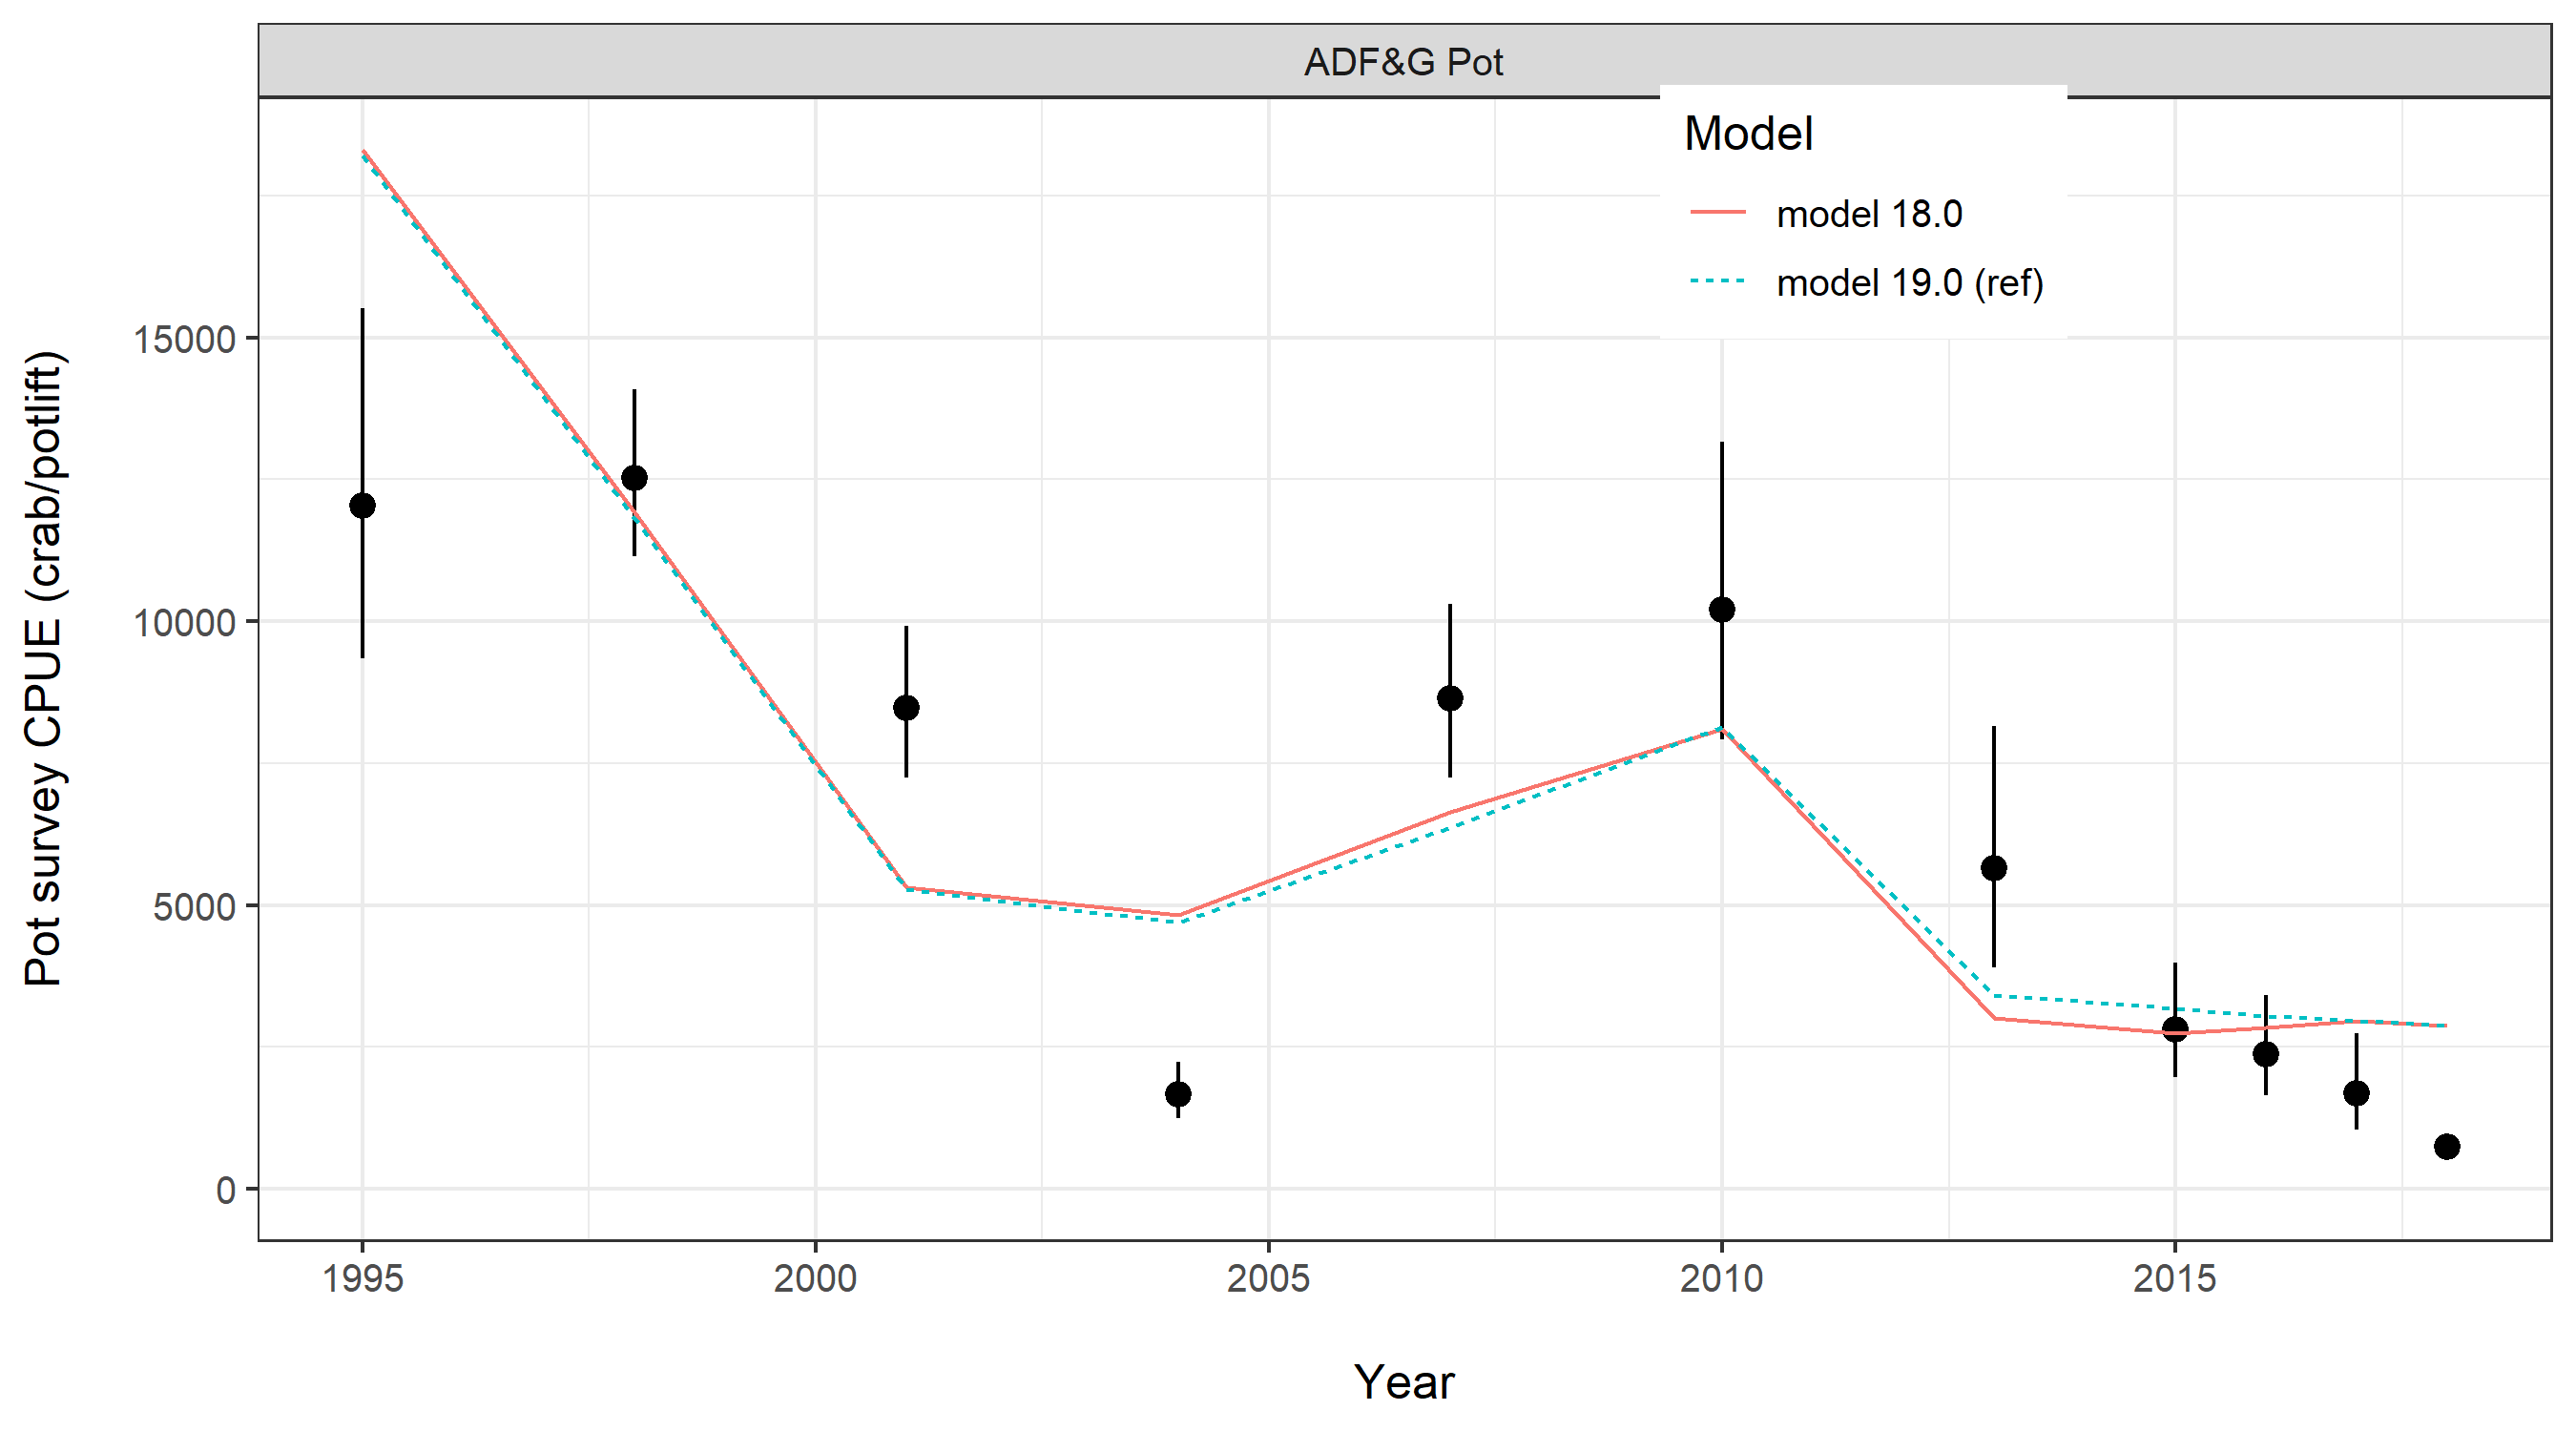 ADF&G Pot
Model
model 18.0
model 19.0 (ref)
Pot survey CPUE (crab/potlift)
15000
10000
5000
0
1995 2000 2005 2010 2015
Year